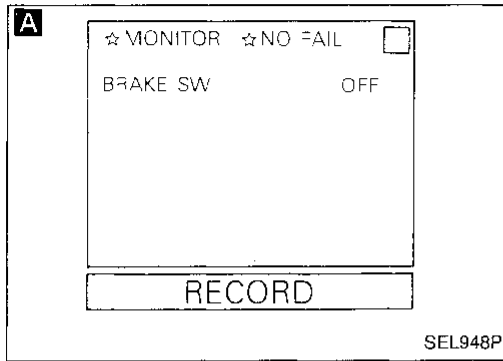 A
☆ MONITOR ☆ NO FAIL
BRAKE SW OFF
RECORD
SEL948P